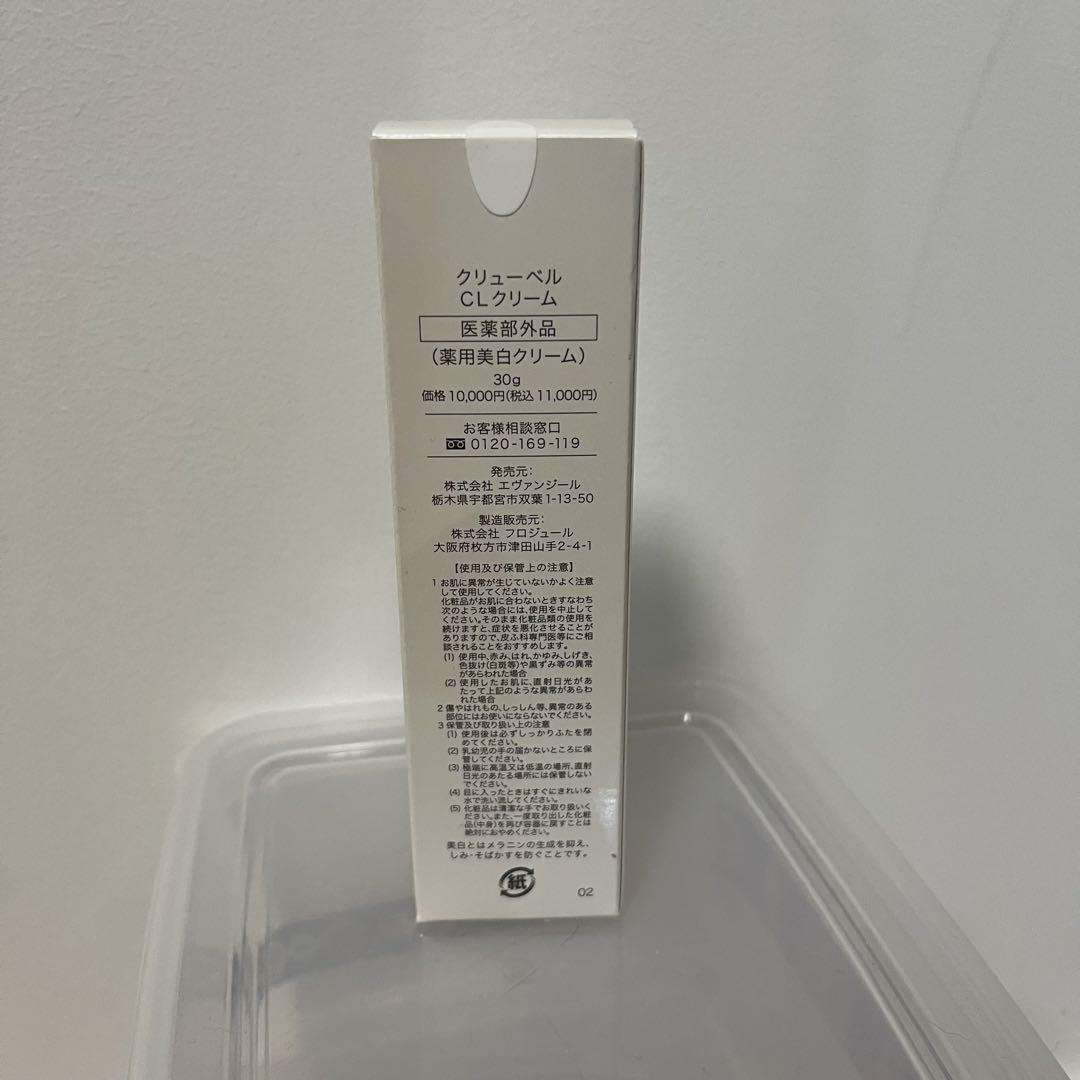 クリューベル
CLクリーム
医薬部外品
(薬用美白クリーム)
30g
価格10,000円(税込11,000円)
お客様相談窓口
0120-169-119
発売元:
株式会社 エヴァンジール
栃木県宇都宮市双葉1-13-50
製造販売元:
株式会社 フロジュール
大阪府枚方市津田山手2-4-1
【使用及び保管上の注意】
1 お肌に異常が生じていないかよく注意
して使用してください。
化粧品がお肌に合わないときすなわち
次のような場合には、使用を中止して
ください。そのまま化粧品類の使用を
続けますと、症状を悪化させることが
ありますので、皮ふ科専門医等にご相
談されることをおすすめします。
(1) 使用中、赤み、はれ、かゆみ、しげき、
色抜け(白斑等)や黒ずみ等の異常
があらわれた場合
(2) 使用したお肌に、直射日光があ
たって上記のような異常があらわ
れた場合
2 傷やはれもの、しっしん等、異常のある
部位にはお使いにならないでください。
3 保管及び取り扱い上の注意
(1) 使用後は必ずしっかりふたを閉
めてください。
(2) 乳幼児の手の届かないところに保
管してください。
(3) 極端に高温又は低温の場所、直射
日光のあたる場所には保管しない
でください。
(4) 目に入ったときはすぐにきれいな
水で洗い流してください。
(5) 化粧品は清潔な手でお取り扱いく
ださい。また、一度取り出した化粧
品(中身)を再び容器に戻すことは
絶対におやめください。
美白とはメラニンの生成を抑え、
しみ・そばかすを防ぐことです。
紙
02